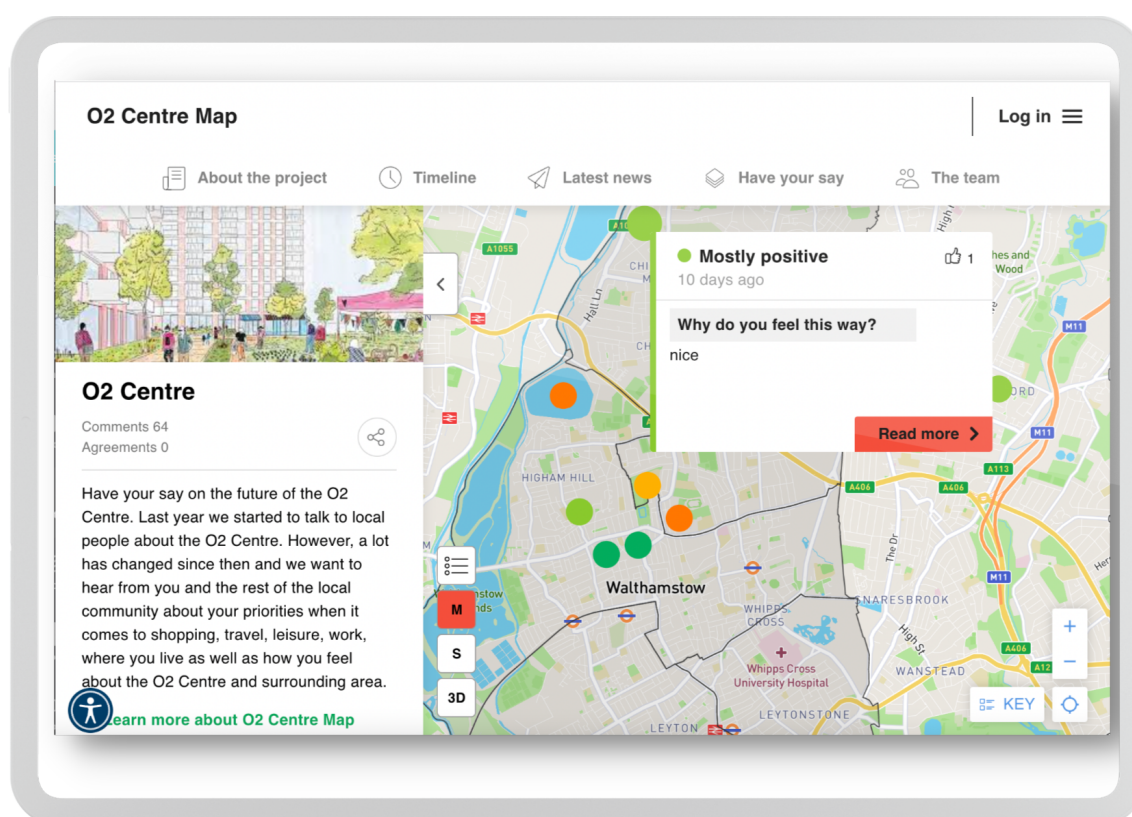 O2 Centre Map
Log in
About the project
Timeline
Latest news
Have your say
The team
O2 Centre
Comments 64
Agreements 0
Have your say on the future of the O2
Centre. Last year we started to talk to local
people about the O2 Centre. However, a lot
has changed since then and we want to
hear from you and the rest of the local
community about your priorities when it
comes to shopping, travel, leisure, work,
where you live as well as how you feel
about the O2 Centre and surrounding area.
Learn more about O2 Centre Map
A1055
Hall Ln
Mostly positive
1
10 days ago
Why do you feel this way?
nice
Read more
Wood
M11
M11
A113
A406
A406
HIGHAM HILL
The Dr
M11
Walthamstow
WHIPPS
CROSS
High St
A406
A12
Whipps Cross
University Hospital
WANSTEAD
LEYTONSTONE
LEYTON
M
S
3D
+
−
KEY